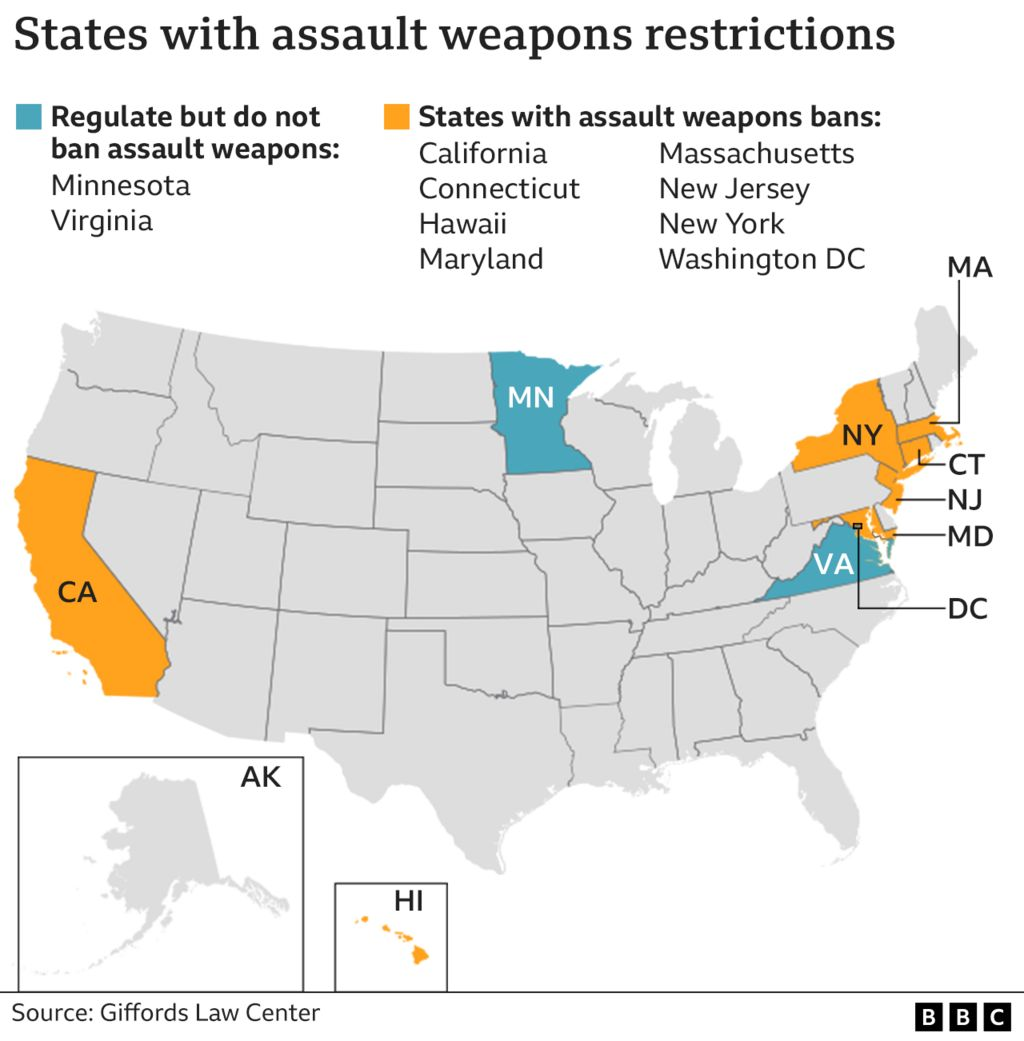 States with assault weapons restrictions
Regulate but do not
ban assault weapons:
Minnesota
Virginia
States with assault weapons bans:
California
Connecticut
Hawaii
Maryland
Massachusetts
New Jersey
New York
Washington DC
MA
MN
NY
CT
NJ
MD
VA
CA
DC
AK
HI
Source: Giffords Law Center
BBC